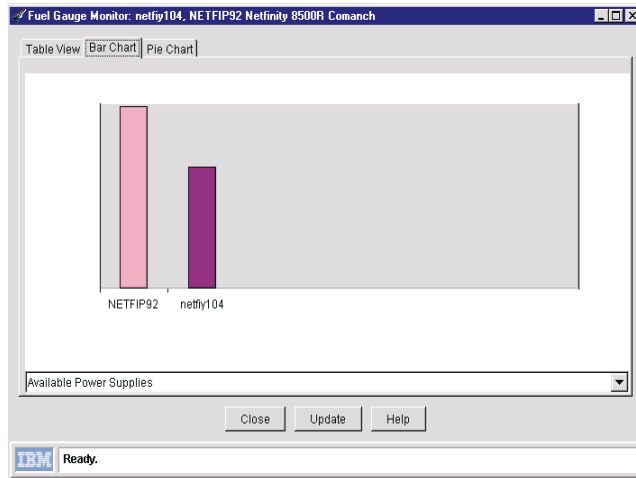 Fuel Gauge Monitor: netfiy104, NETFIP92 Netfinity 8500R Comanch
Table View Bar Chart Pie Chart
NETFIP92 netfiy104
Available Power Supplies
Close Update Help
IBM Ready.